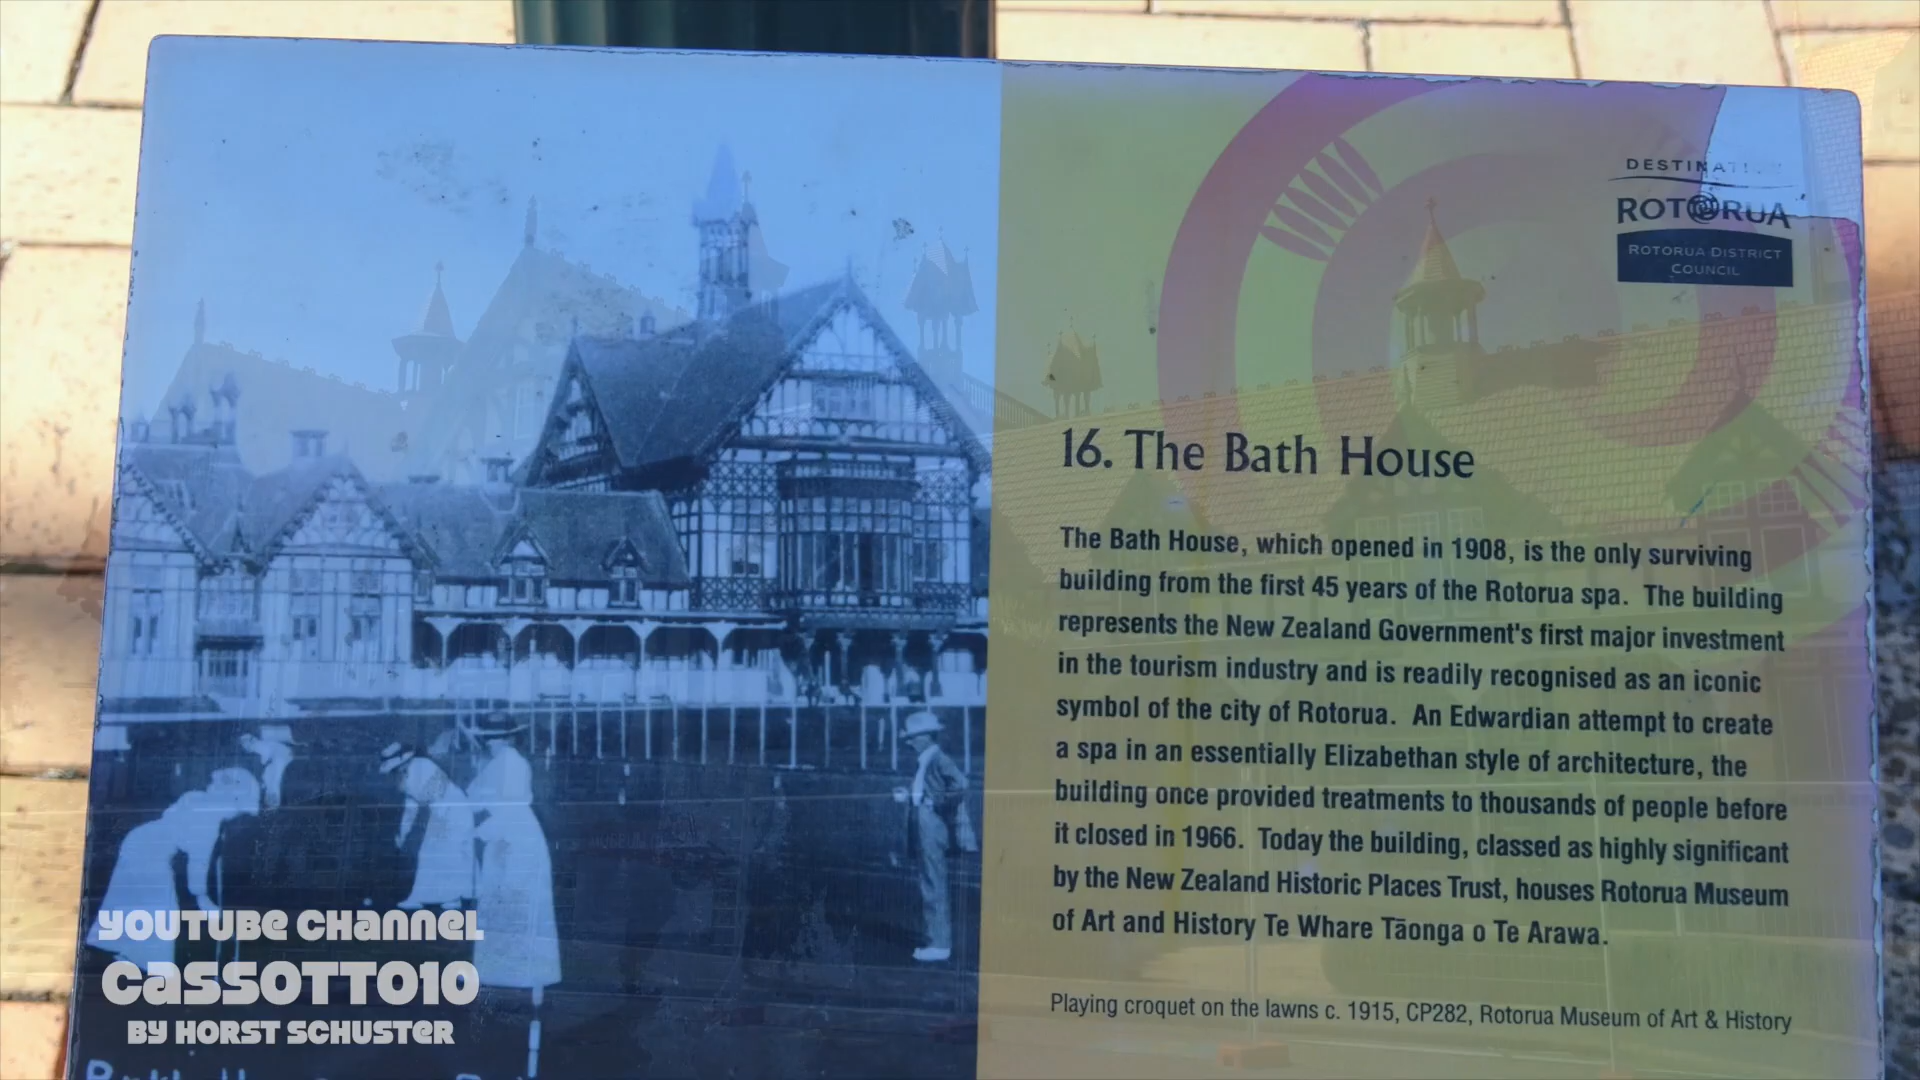 DESTINATI
ROTORUA
ROTORUA DISTRICT
COUNCIL
16. The Bath House
The Bath House, which opened in 1908, is the only surviving
building from the first 45 years of the Rotorua spa. The building
represents the New Zealand Government's first major investment
in the tourism industry and is readily recognised as an iconic
symbol of the city of Rotorua. An Edwardian attempt to create
a spa in an essentially Elizabethan style of architecture, the
building once provided treatments to thousands of people before
it closed in 1966. Today the building, classed as highly significant
by the New Zealand Historic Places Trust, houses Rotorua Museum
of Art and History Te Whare Tāonga o Te Arawa.
Playing croquet on the lawns c. 1915, CP282, Rotorua Museum of Art & History
YOUTUBE CHANNEL
CASSOTTO10
BY HORST SCHUSTER